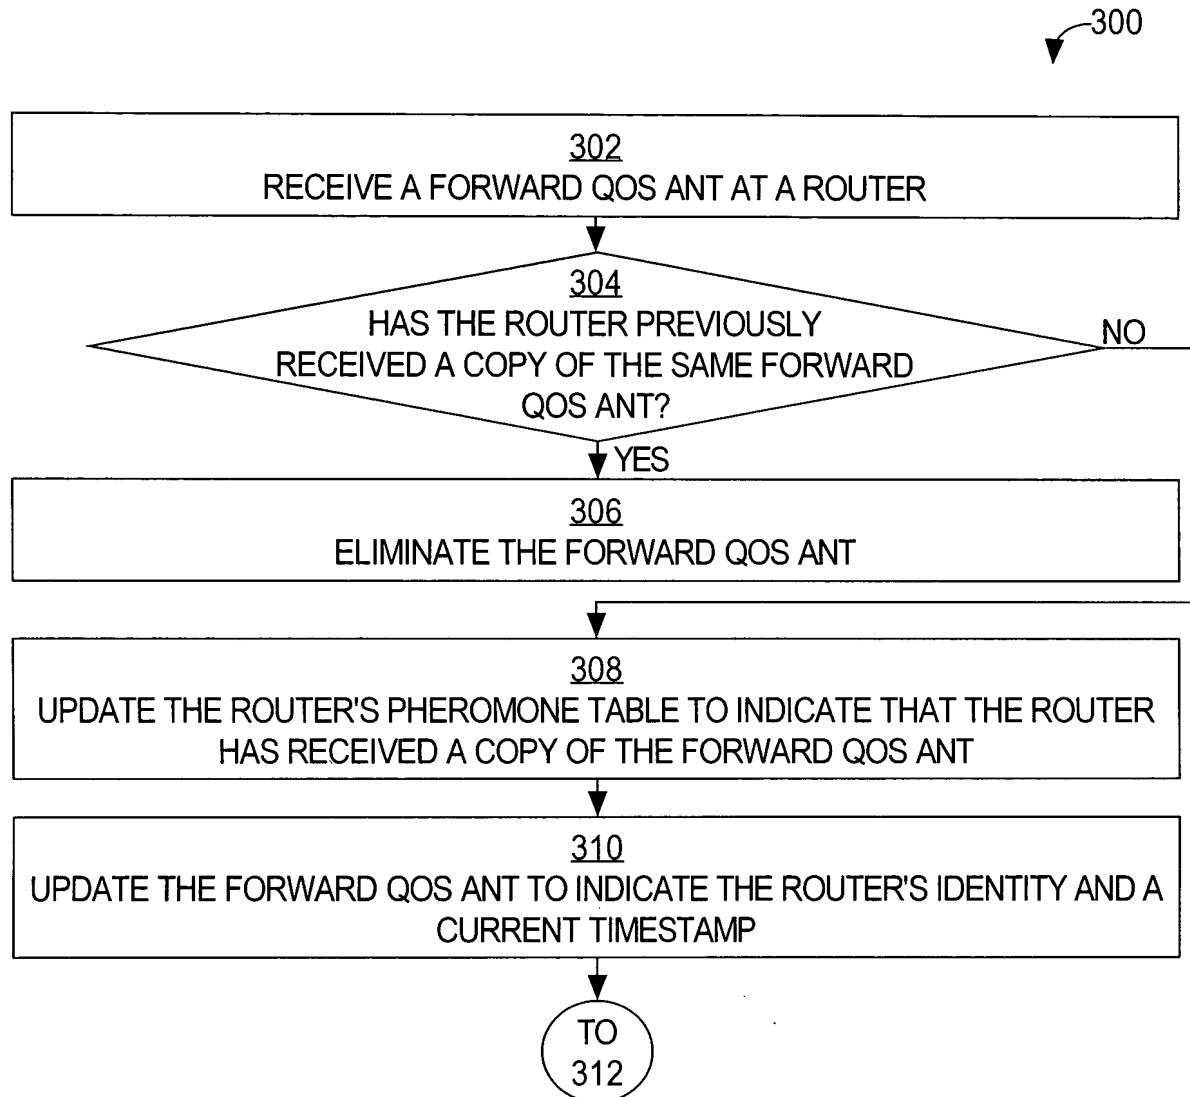 300
302
RECEIVE A FORWARD QOS ANT AT A ROUTER
304
HAS THE ROUTER PREVIOUSLY
RECEIVED A COPY OF THE SAME FORWARD
QOS ANT?
NO
YES
306
ELIMINATE THE FORWARD QOS ANT
308
UPDATE THE ROUTER'S PHEROMONE TABLE TO INDICATE THAT THE ROUTER
HAS RECEIVED A COPY OF THE FORWARD QOS ANT
310
UPDATE THE FORWARD QOS ANT TO INDICATE THE ROUTER'S IDENTITY AND A
CURRENT TIMESTAMP
TO
312